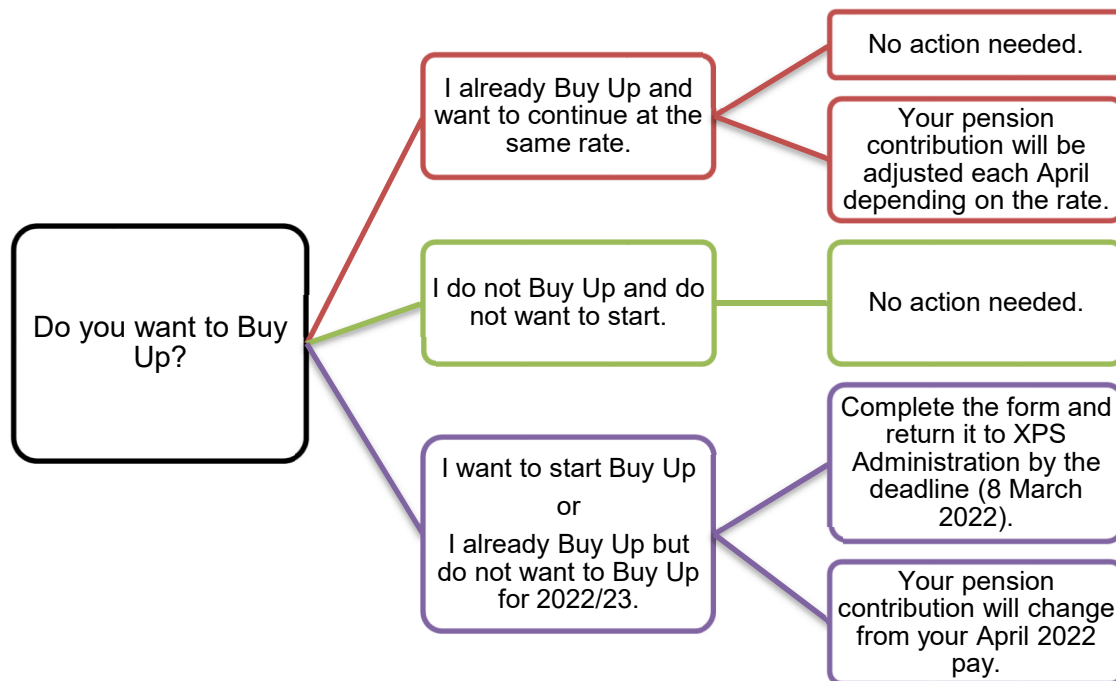 Do you want to Buy
Up?
I already Buy Up and
want to continue at the
same rate.
No action needed.
Your pension
contribution will be
adjusted each April
depending on the rate.
I do not Buy Up and do
not want to start.
No action needed.
I want to start Buy Up
or
I already Buy Up but
do not want to Buy Up
for 2022/23.
Complete the form and
return it to XPS
Administration by the
deadline (8 March
2022).
Your pension
contribution will change
from your April 2022
pay.